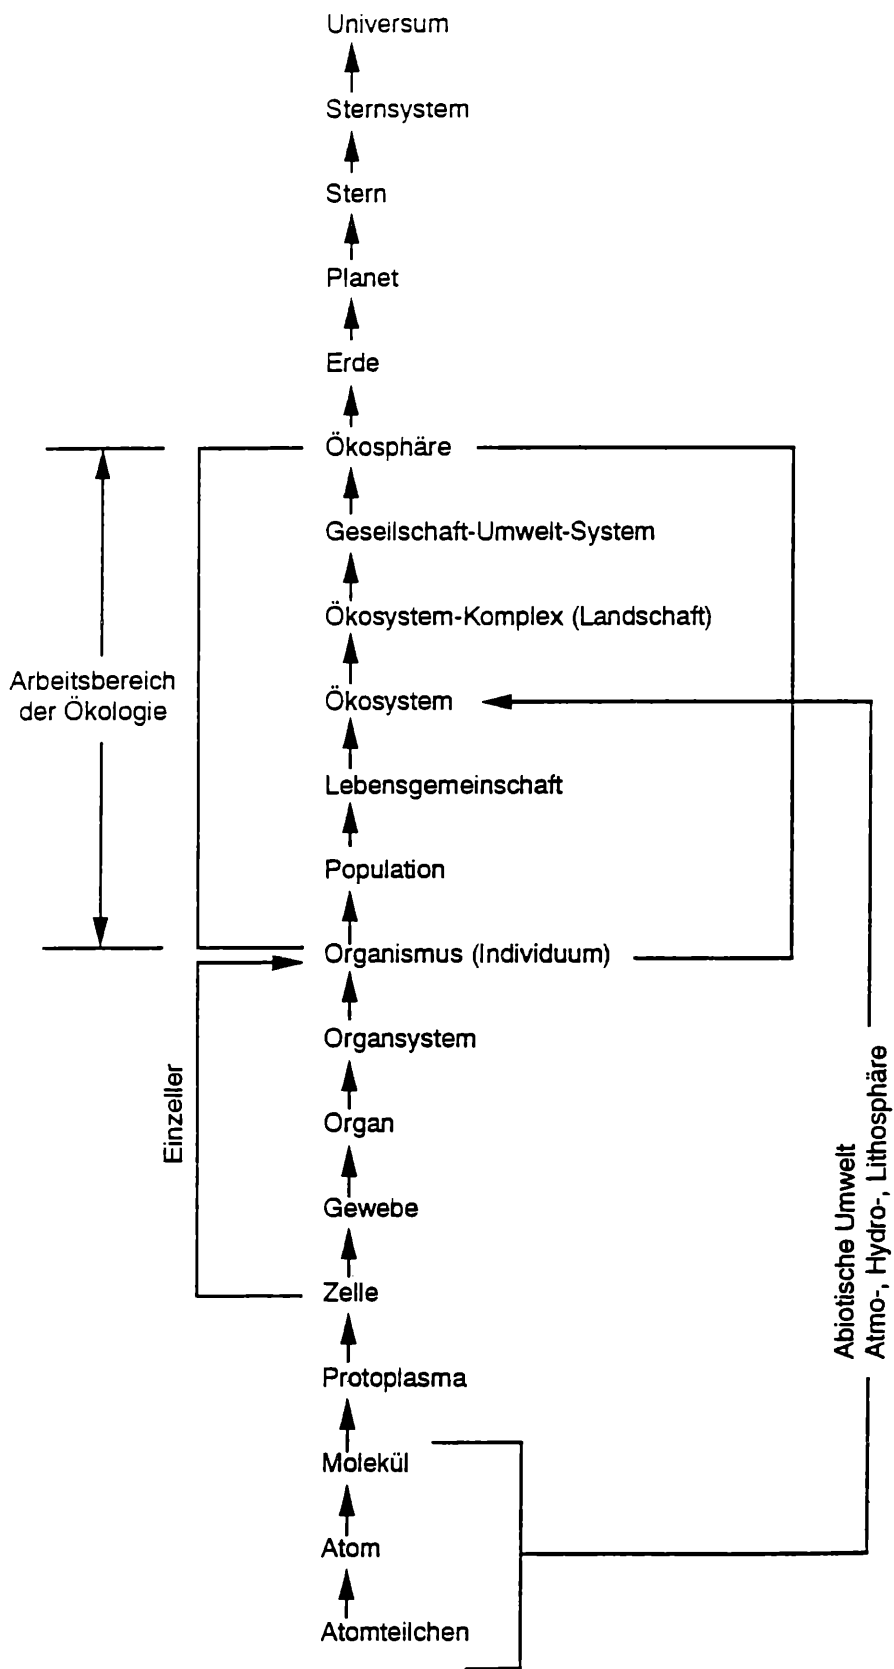 Universum
Sternsystem
Stern
Planet
Erde
Ökosphäre
Gesellschaft-Umwelt-System
Ökosystem-Komplex (Landschaft)
Arbeitsbereich
der Ökologie
Ökosystem
Lebensgemeinschaft
Population
Organismus (Individuum)
Organsystem
Einzeller
Organ
Gewebe
Abiotische Umwelt
Atmo-, Hydro-, Lithosphäre
Zelle
Protoplasma
Molekül
Atom
Atomteilchen